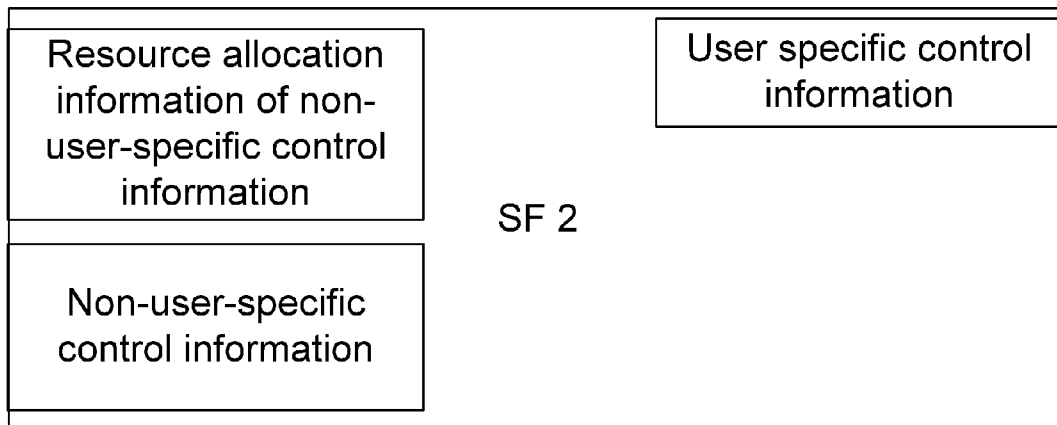 Resource allocation
information of non-
user-specific control
information
User specific control
information
SF 2
Non-user-specific
control information